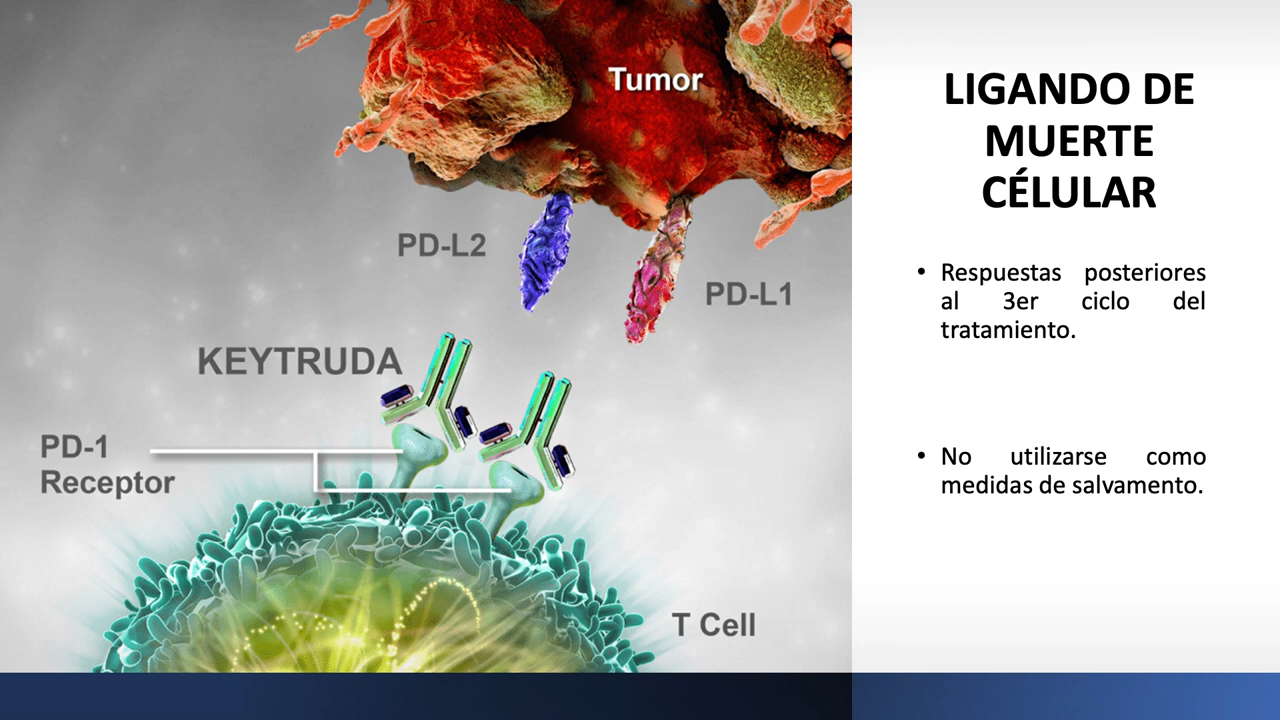 Tumor
PD-L2
PD-L1
KEYTRUDA
PD-1
Receptor
T Cell
LIGANDO DE
MUERTE
CÉLULAR
• Respuestas posteriores
al 3er ciclo del
tratamiento.
• No utilizarse como
medidas de salvamento.